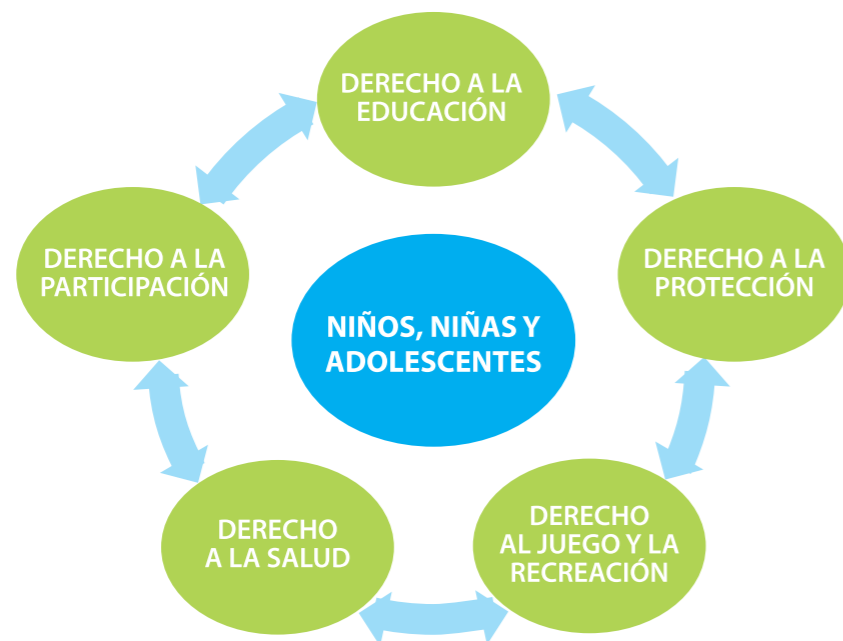 DERECHO A LA
EDUCACIÓN
DERECHO A LA
PARTICIPACIÓN
DERECHO A LA
PROTECCIÓN
NIÑOS, NIÑAS Y
ADOLESCENTES
DERECHO
A LA SALUD
DERECHO
AL JUEGO Y LA
RECREACIÓN